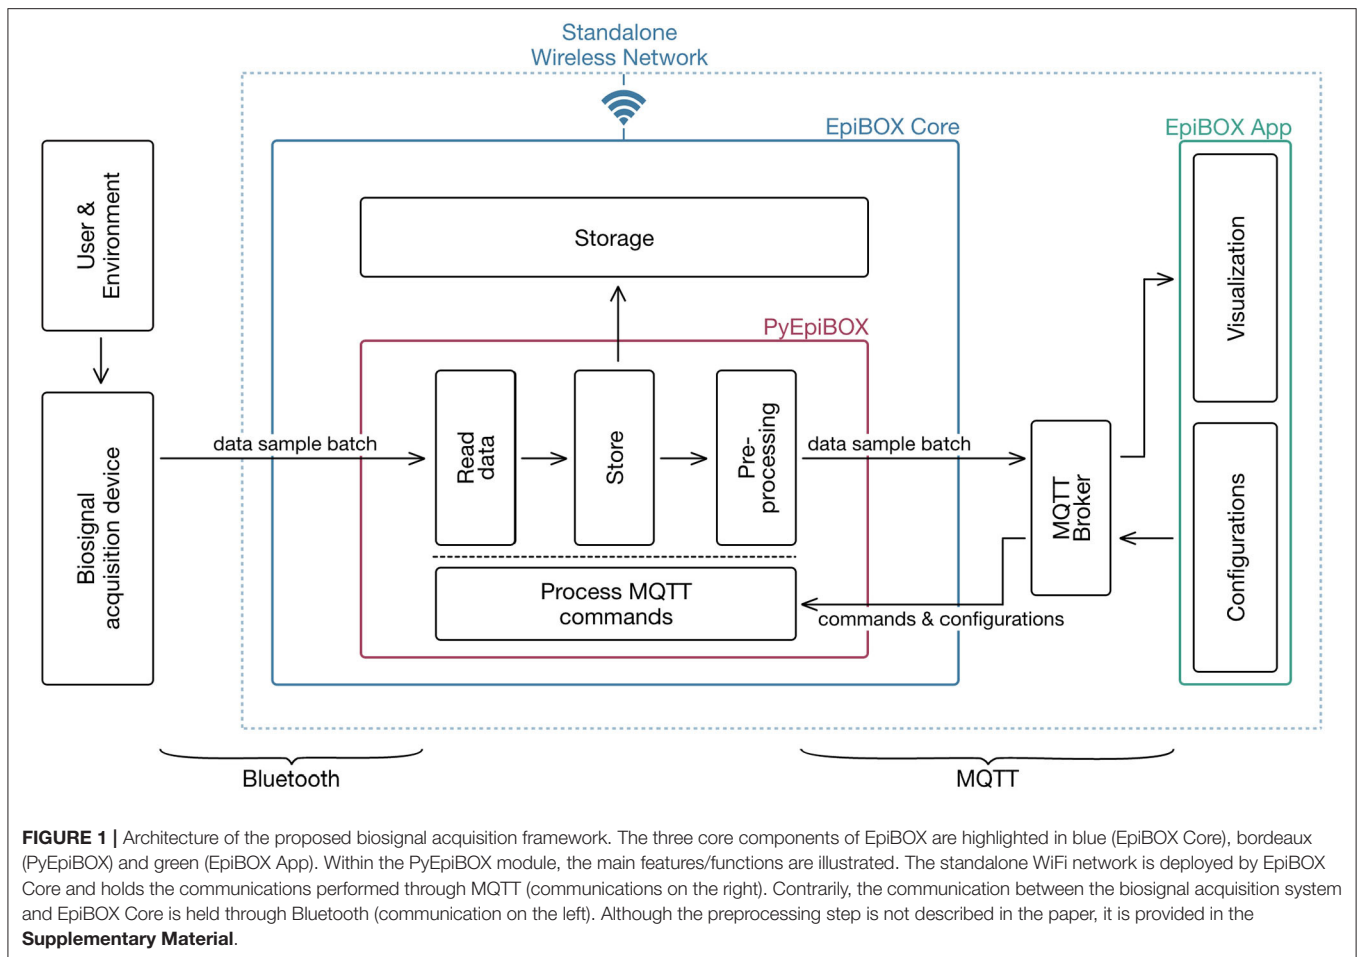 Standalone
Wireless Network
EpiBOX Core
EpiBOX App
User &
Environment
Storage
Visualization
PyEpiBOX
Biosignal
acquisition device
data sample batch
Read
data
Store
Pre-
processing
data sample batch
MQTT
Broker
Configurations
Process MQTT
commands
commands & configurations
Bluetooth
MQTT
FIGURE 1 | Architecture of the proposed biosignal acquisition framework. The three core components of EpiBOX are highlighted in blue (EpiBOX Core), bordeaux
(PyEpiBOX) and green (EpiBOX App). Within the PyEpiBOX module, the main features/functions are illustrated. The standalone WiFi network is deployed by EpiBOX
Core and holds the communications performed through MQTT (communications on the right). Contrarily, the communication between the biosignal acquisition system
and EpiBOX Core is held through Bluetooth (communication on the left). Although the preprocessing step is not described in the paper, it is provided in the
Supplementary Material.